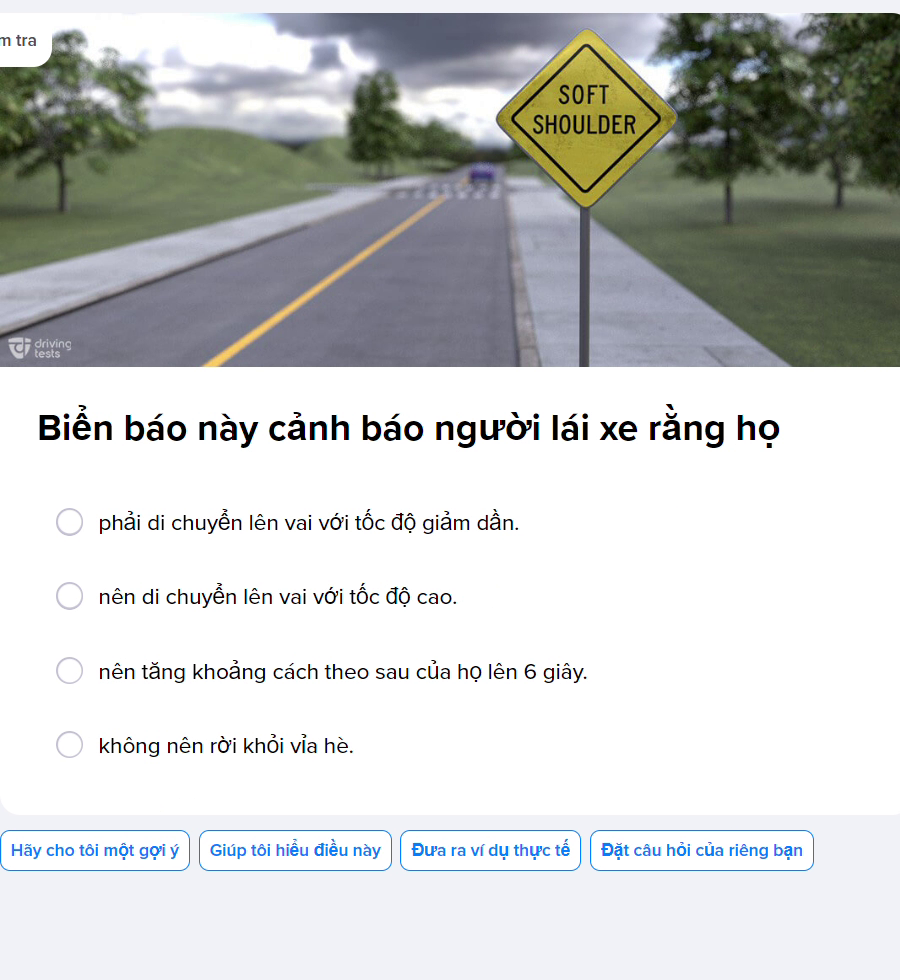 m tra
SOFT
SHOULDER
driving
tests
Biển báo này cảnh báo người lái xe rằng họ
phải di chuyển lên vai với tốc độ giảm dần.
nên di chuyển lên vai với tốc độ cao.
nên tăng khoảng cách theo sau của họ lên 6 giây.
không nên rời khỏi vỉa hè.
Hãy cho tôi một gợi ý
Giúp tôi hiểu điều này
Đưa ra ví dụ thực tế
Đặt câu hỏi của riêng bạn